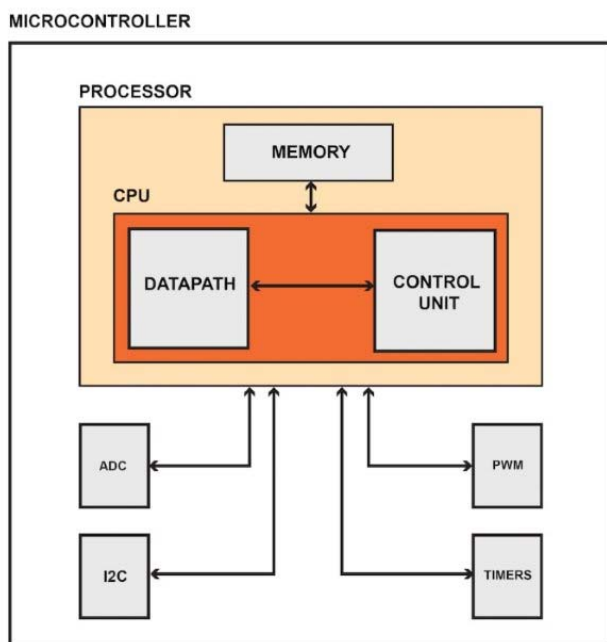 MICROCONTROLLER
PROCESSOR
MEMORY
CPU
DATAPATH
CONTROL
UNIT
ADC
PWM
I2C
TIMERS